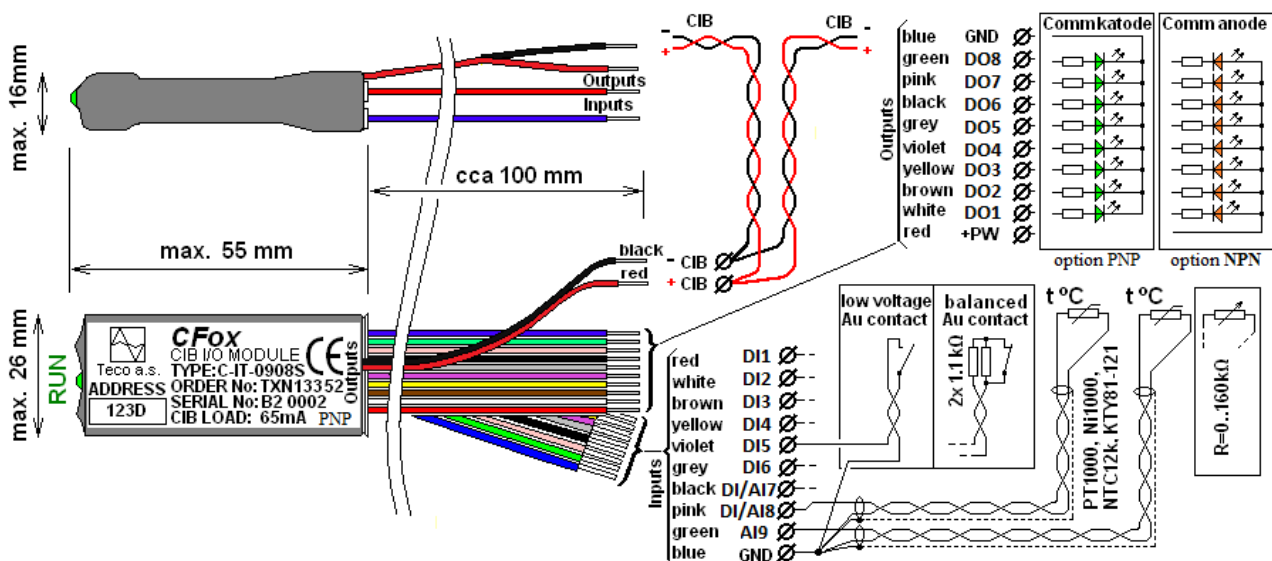 CIB
CIB
-
+
-
+
max. 16mm
Outputs
Inputs
cca 100 mm
max. 55 mm
Outputs
blue GND
green DO8
pink DO7
black DO6
grey DO5
violet DO4
yellow DO3
brown DO2
white DO1
red +PW
Commkatode
Comm anode
option PNP
option NPN
black - CIB
red + CIB
max. 26 mm
RUN
Teco a.s.
CFox
CIB I/O MODULE
TYPE:C-IT-0908S
ADDRESS
ORDER No: TXN13352
123D
SERIAL No: B2 0002
CIB LOAD: 65mA PNP
CE
Outputs
Inputs
red DI1
white DI2
brown DI3
yellow DI4
violet DI5
grey DI6
black DI/AI7
pink DI/AI8
green AI9
blue GND
low voltage
Au contact
balanced
Au contact
2x 1.1 kΩ
t ºC
t ºC
PT1000, Ni1000,
NTC12k, KTY81-121
R=0..160kΩ